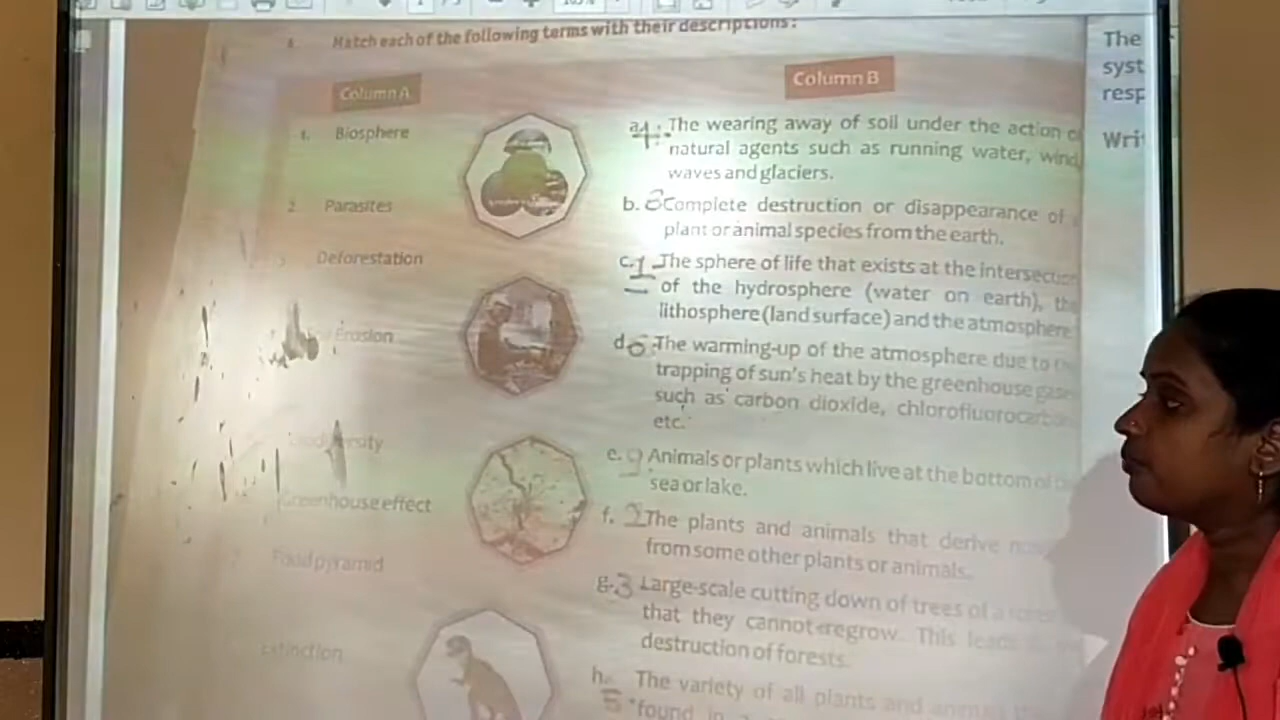 Match each of the following terms with their descriptions:
Column A
Column B
1. Biosphere
2. Parasites
3. Deforestation
Erosion
Greenhouse effect
Food pyramid
Extinction
a. 4. The wearing away of soil under the action
natural agents such as running water, wind,
waves and glaciers.
b. 8 Complete destruction or disappearance of
plant or animal species from the earth.
c. 1 The sphere of life that exists at the intersection
of the hydrosphere (water on earth), the
lithosphere (land surface) and the atmosphere
d. 6 The warming-up of the atmosphere due to
trapping of sun's heat by the greenhouse gases
such as carbon dioxide, chlorofluorocarbon
etc.
e. 9 Animals or plants which live at the bottom of
sea or lake.
f. 2 The plants and animals that derive
from some other plants or animals.
g. 3 Large-scale cutting down of trees of a
that they cannot regrow. This leads
destruction of forests.
h. The variety of all plants and
5 found in
The
syst
resp
Wri